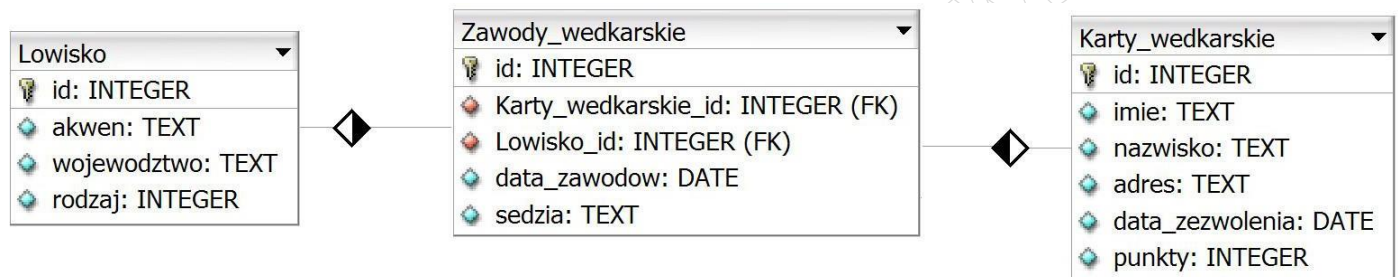 Lowisko
id: INTEGER
akwen: TEXT
wojewodztwo: TEXT
rodzaj: INTEGER
Zawody_wedkarskie
id: INTEGER
Karty_wedkarskie_id: INTEGER (FK)
Lowisko_id: INTEGER (FK)
data_zawodow: DATE
sedzia: TEXT
Karty_wedkarskie
id: INTEGER
imie: TEXT
nazwisko: TEXT
adres: TEXT
data_zezwolenia: DATE
punkty: INTEGER